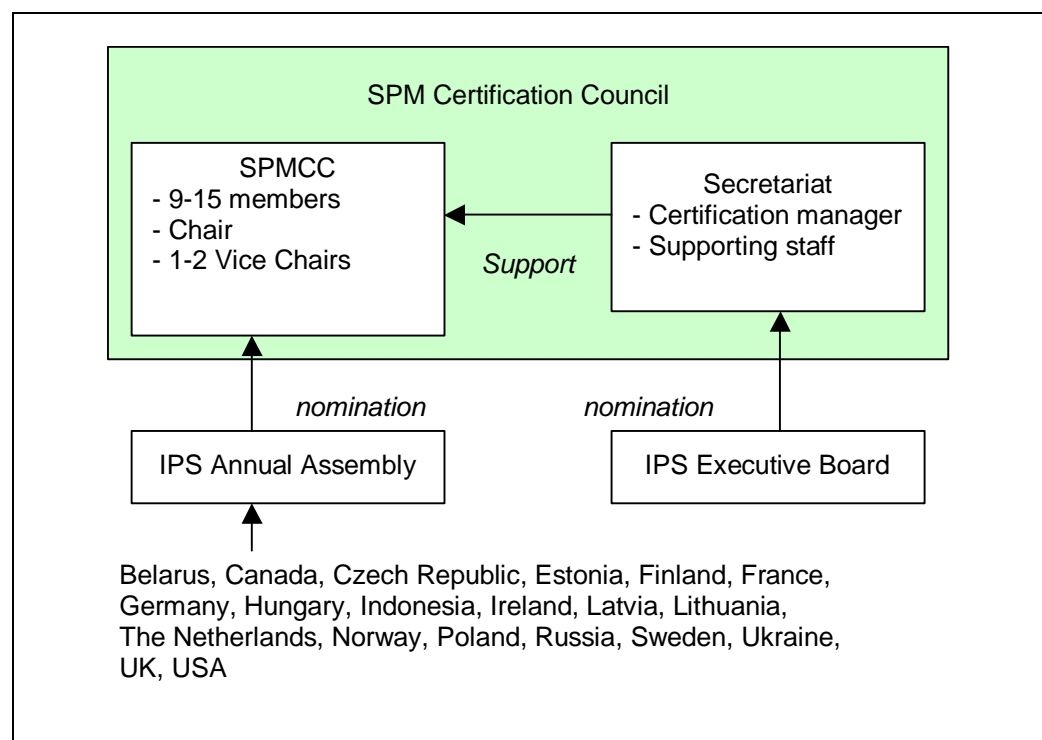 SPM Certification Council
SPMCC
- 9-15 members
- Chair
- 1-2 Vice Chairs
Secretariat
- Certification manager
- Supporting staff
Support
nomination
nomination
IPS Annual Assembly
IPS Executive Board
Belarus, Canada, Czech Republic, Estonia, Finland, France,
Germany, Hungary, Indonesia, Ireland, Latvia, Lithuania,
The Netherlands, Norway, Poland, Russia, Sweden, Ukraine,
UK, USA